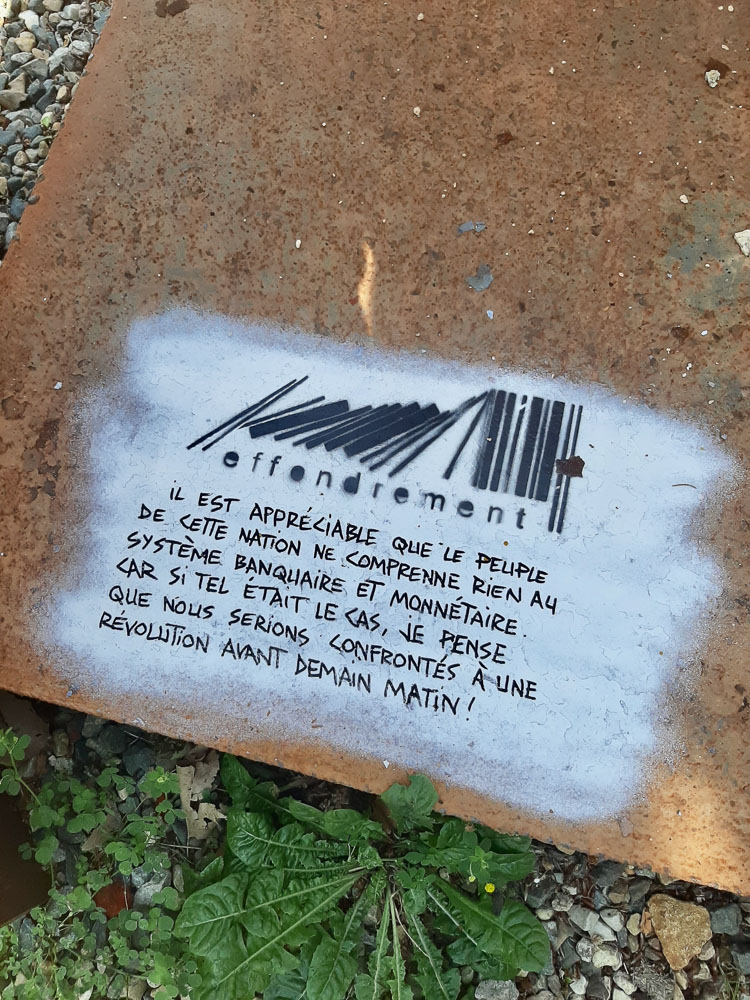 effondrement
IL EST APPRÉCIABLE QUE LE PEUPLE
DE CETTE NATION NE COMPRENNE RIEN AU
SYSTÈME BANQUAIRE ET MONNÉTAIRE.
CAR SI TEL ÉTAIT LE CAS, JE PENSE
QUE NOUS SERIONS CONFRONTÉS À UNE
RÉVOLUTION AVANT DEMAIN MATIN !